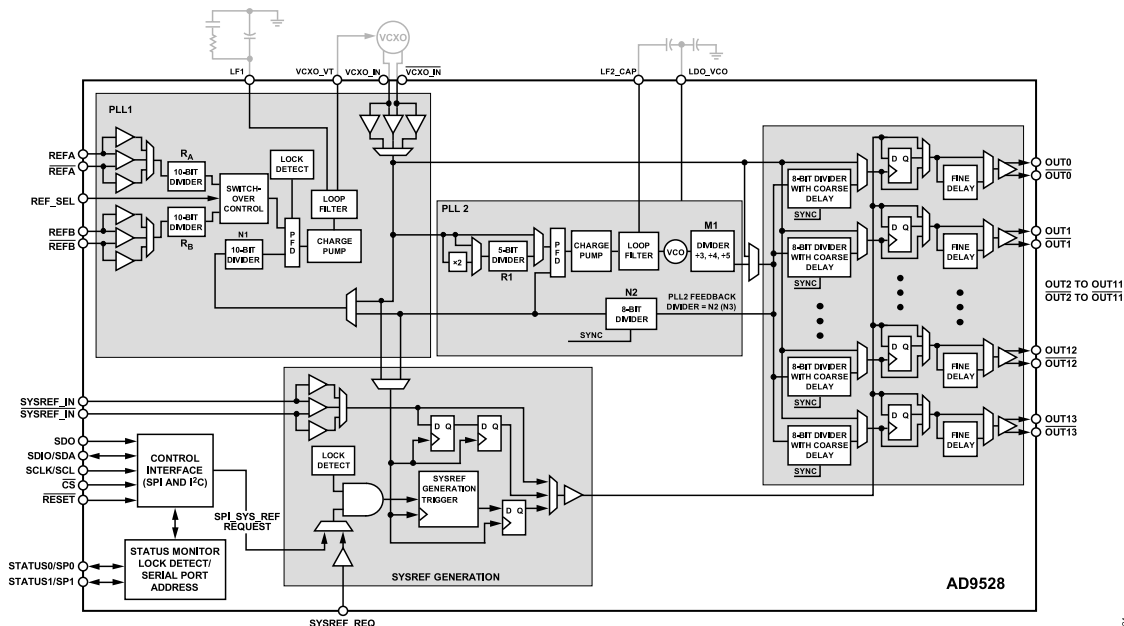 VCXO
LF1
VCXO_VT
VCXO_IN
VCXO_IN
LF2_CAP
LDO_VCO
PLL1
REFA
REFA
REF_SEL
REFB
REFB
RA
10-BIT
DIVIDER
10-BIT
DIVIDER
RB
SWITCH-
OVER
CONTROL
LOCK
DETECT
N1
10-BIT
DIVIDER
P
F
D
LOOP
FILTER
CHARGE
PUMP
PLL 2
×2
5-BIT
DIVIDER
R1
P
F
D
CHARGE
PUMP
LOOP
FILTER
VCO
M1
DIVIDER
÷3, ÷4, ÷5
N2
8-BIT
DIVIDER
SYNC
PLL2 FEEDBACK
DIVIDER = N2 (N3)
8-BIT DIVIDER
WITH COARSE
DELAY
SYNC
D Q
FINE
DELAY
OUT0
OUT0
8-BIT DIVIDER
WITH COARSE
DELAY
SYNC
D Q
FINE
DELAY
OUT1
OUT1
OUT2 TO OUT11
OUT2 TO OUT11
8-BIT DIVIDER
WITH COARSE
DELAY
SYNC
D Q
FINE
DELAY
OUT12
OUT12
8-BIT DIVIDER
WITH COARSE
DELAY
SYNC
D Q
FINE
DELAY
OUT13
OUT13
SYSREF_IN
SYSREF_IN
SDO
SDIO/SDA
SCLK/SCL
CS
RESET
CONTROL
INTERFACE
(SPI AND I2C)
SPI_SYS_REF
REQUEST
STATUS0/SP0
STATUS1/SP1
STATUS MONITOR
LOCK DETECT/
SERIAL PORT
ADDRESS
LOCK
DETECT
D Q
D Q
SYSREF
GENERATION
TRIGGER
D Q
SYSREF GENERATION
SYSREF_REQ
AD9528